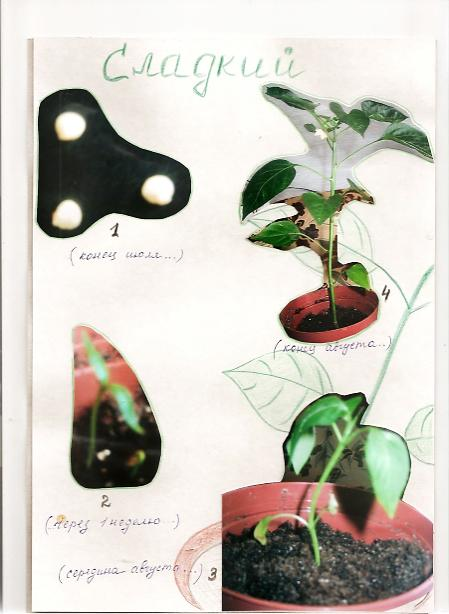 Сладкий
1
(конец июля...)
4
(конец августа...)
2
(через 1 неделю...)
(середина августа...) 3